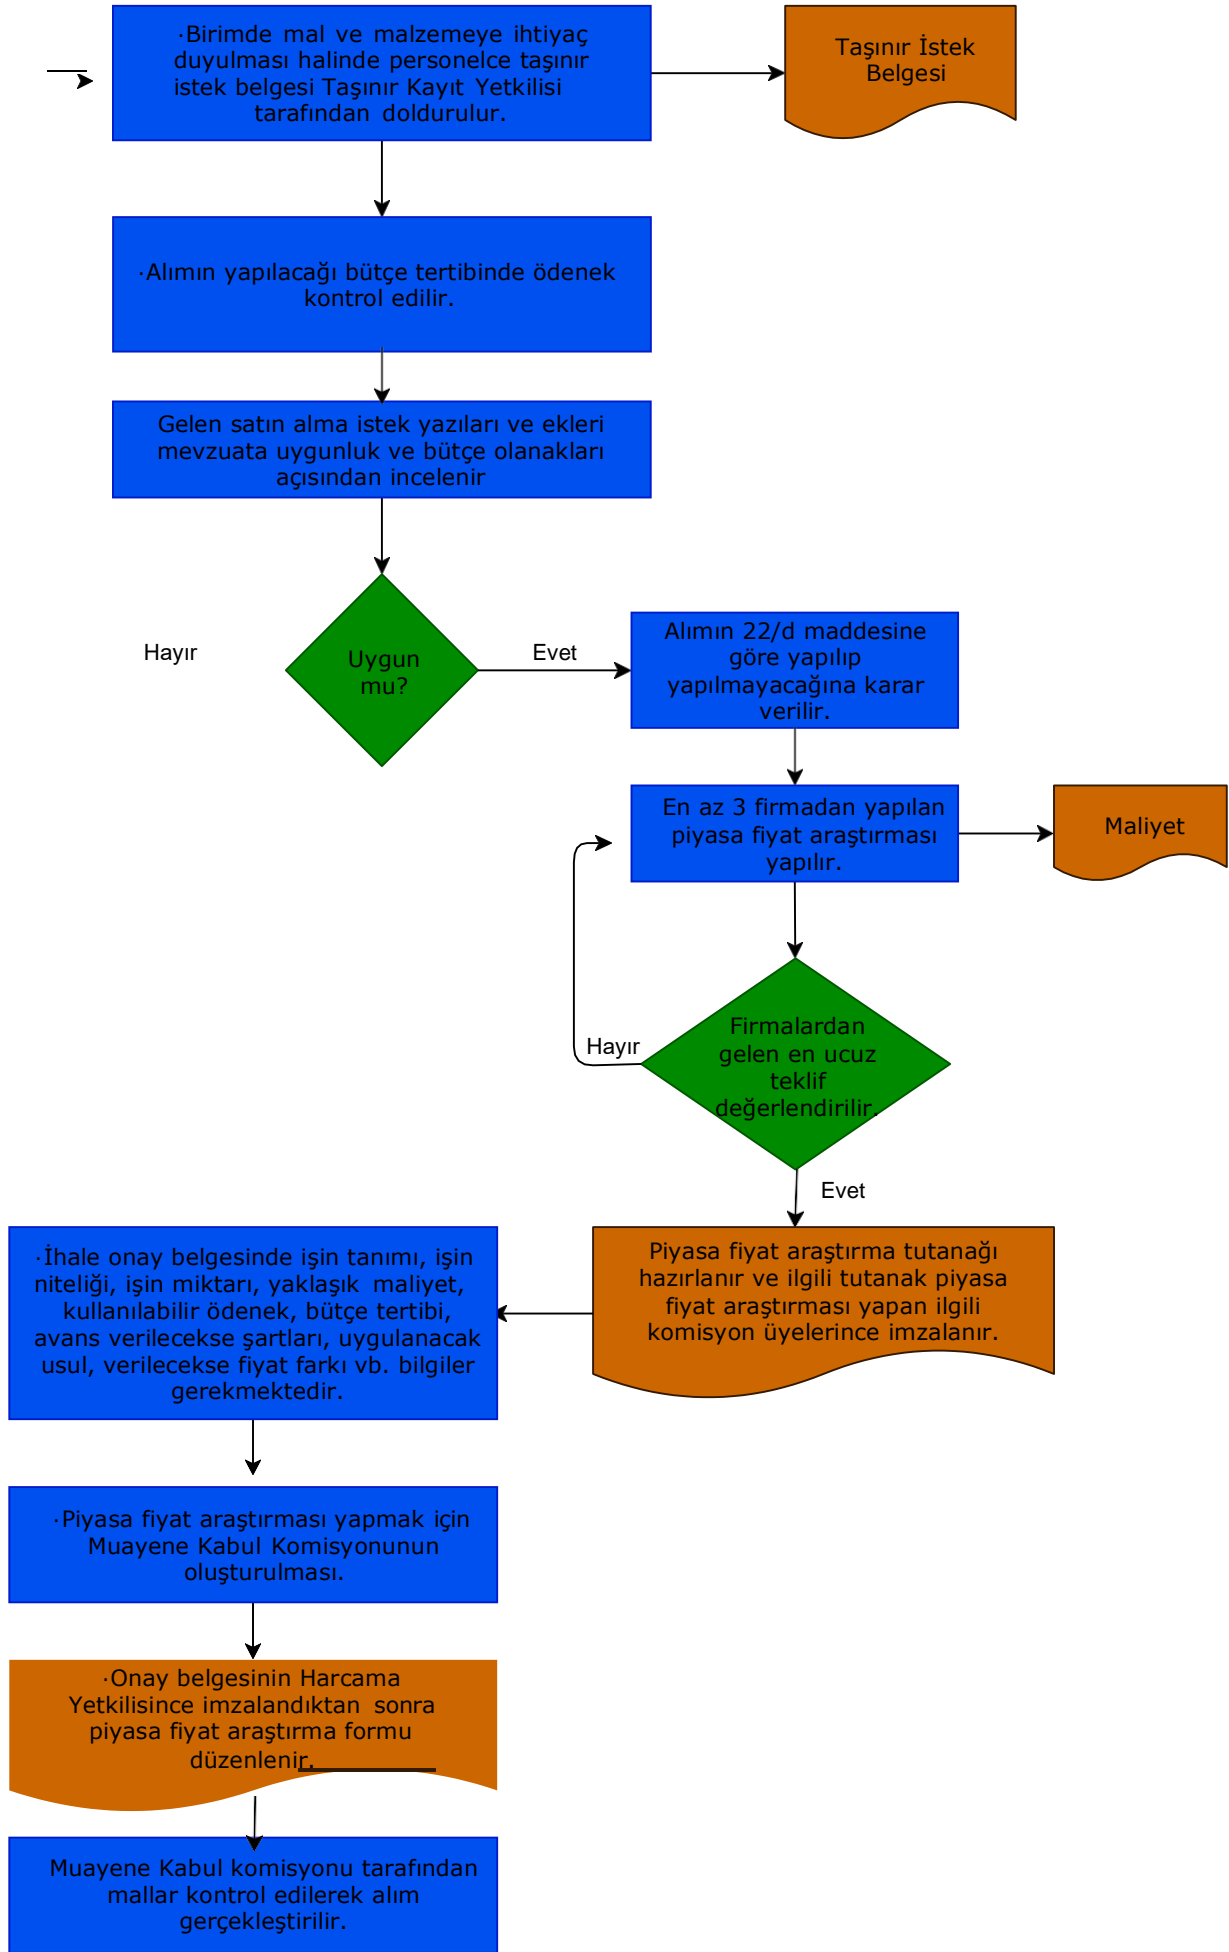 ·Birimde mal ve malzemeye ihtiyaç
duyulması halinde personelce taşınır
istek belgesi Taşınır Kayıt Yetkilisi
tarafından doldurulur.
Taşınır İstek
Belgesi
·Alımın yapılacağı bütçe tertibinde ödenek
kontrol edilir.
Gelen satın alma istek yazıları ve ekleri
mevzuata uygunluk ve bütçe olanakları
açısından incelenir
Hayır
Uygun
mu?
Evet
Alımın 22/d maddesine
göre yapılıp
yapılmayacağına karar
verilir.
En az 3 firmadan yapılan
piyasa fiyat araştırması
yapılır.
Maliyet
Firmalardan
gelen en ucuz
teklif
değerlendirilir.
Hayır
Evet
Piyasa fiyat araştırma tutanağı
hazırlanır ve ilgili tutanak piyasa
fiyat araştırması yapan ilgili
komisyon üyelerince imzalanır.
·İhale onay belgesinde işin tanımı, işin
niteliği, işin miktarı, yaklaşık maliyet,
kullanılabilir ödenek, bütçe tertibi,
avans verilecekse şartları, uygulanacak
usul, verilecekse fiyat farkı vb. bilgiler
gerekmektedir.
·Piyasa fiyat araştırması yapmak için
Muayene Kabul Komisyonunun
oluşturulması.
·Onay belgesinin Harcama
Yetkilisince imzalandıktan sonra
piyasa fiyat araştırma formu
düzenlenir.
Muayene Kabul komisyonu tarafından
mallar kontrol edilerek alım
gerçekleştirilir.